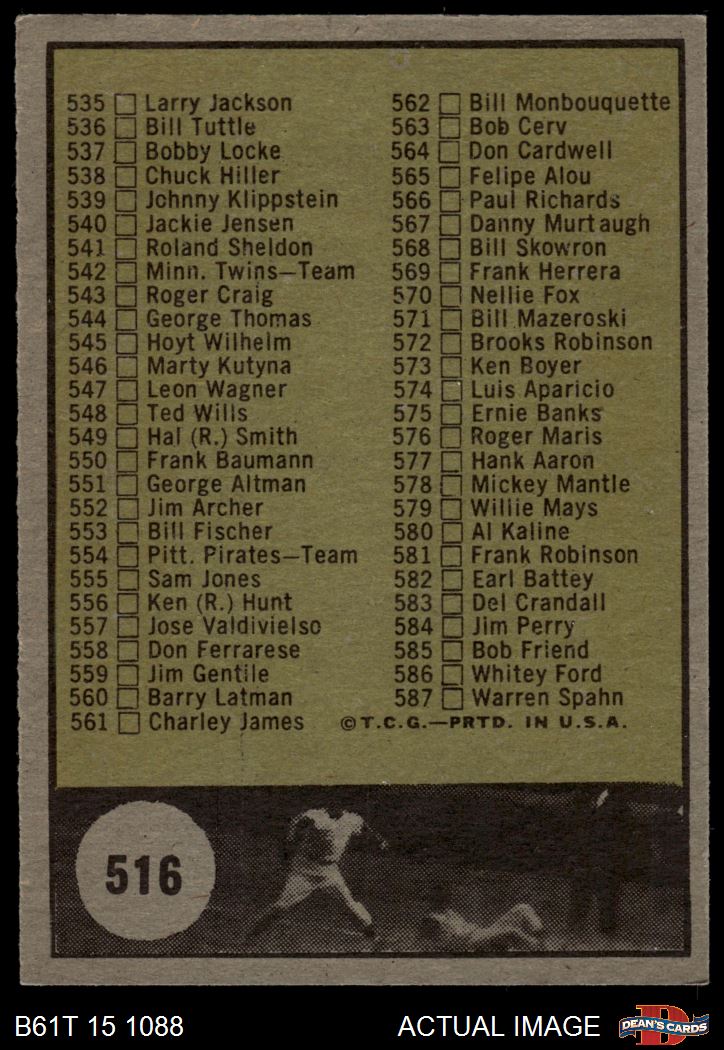 535 Larry Jackson
536 Bill Tuttle
537 Bobby Locke
538 Chuck Hiller
539 Johnny Klippstein
540 Jackie Jensen
541 Roland Sheldon
542 Minn. Twins—Team
543 Roger Craig
544 George Thomas
545 Hoyt Wilhelm
546 Marty Kutyna
547 Leon Wagner
548 Ted Wills
549 Hal (R.) Smith
550 Frank Baumann
551 George Altman
552 Jim Archer
553 Bill Fischer
554 Pitt. Pirates—Team
555 Sam Jones
556 Ken (R.) Hunt
557 Jose Valdivielso
558 Don Ferrarese
559 Jim Gentile
560 Barry Latman
561 Charley James
562 Bill Monbouquette
563 Bob Cerv
564 Don Cardwell
565 Felipe Alou
566 Paul Richards
567 Danny Murtaugh
568 Bill Skowron
569 Frank Herrera
570 Nellie Fox
571 Bill Mazeroski
572 Brooks Robinson
573 Ken Boyer
574 Luis Aparicio
575 Ernie Banks
576 Roger Maris
577 Hank Aaron
578 Mickey Mantle
579 Willie Mays
580 Al Kaline
581 Frank Robinson
582 Earl Battey
583 Del Crandall
584 Jim Perry
585 Bob Friend
586 Whitey Ford
587 Warren Spahn
©T.C.G.—PRTD. IN U.S.A.
516
B61T 15 1088
ACTUAL IMAGE
D
DEAN'S CARDS